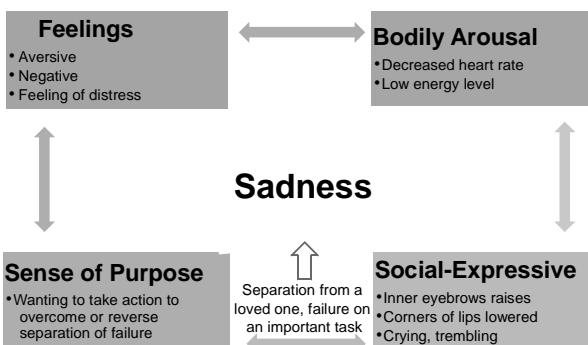 Feelings
• Aversive
• Negative
• Feeling of distress
Bodily Arousal
• Decreased heart rate
• Low energy level
Sadness
Sense of Purpose
• Wanting to take action to
overcome or reverse
separation of failure
Separation from a
loved one, failure on
an important task
Social-Expressive
• Inner eyebrows raises
• Corners of lips lowered
• Crying, trembling